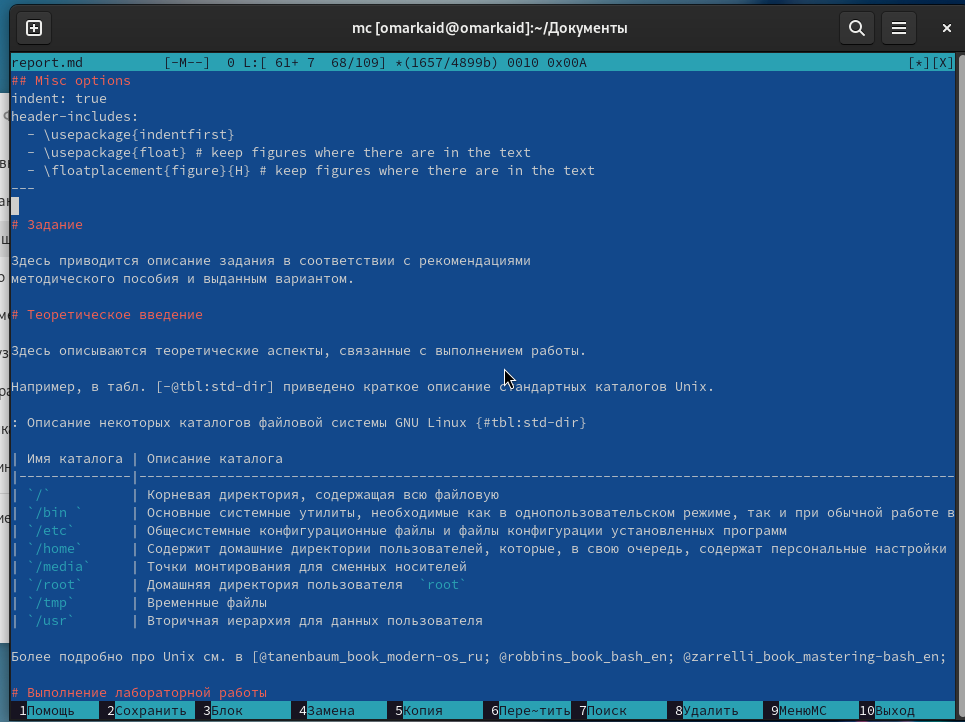 mc [omarkaid@omarkaid]:~/Документы
report.md [-M--] 0 L:[ 61+ 7 68/109] *(1657/4899b) 0010 0x00A [*][X]
## Misc options
indent: true
header-includes:
  - \usepackage{indentfirst}
  - \usepackage{float} # keep figures where there are in the text
  - \floatplacement{figure}{H} # keep figures where there are in the text
---
# Задание
Здесь приводится описание задания в соответствии с рекомендациями
методического пособия и выданным вариантом.
# Теоретическое введение
Здесь описываются теоретические аспекты, связанные с выполнением работы.
Например, в табл. [-@tbl:std-dir] приведено краткое описание стандартных каталогов Unix.
: Описание некоторых каталогов файловой системы GNU Linux {#tbl:std-dir}
| Имя каталога | Описание каталога
|--------------|------------------------------------------------------------------------------------------------------
| `/`          | Корневая директория, содержащая всю файловую
| `/bin `      | Основные системные утилиты, необходимые как в однопользовательском режиме, так и при обычной работе в
| `/etc`       | Общесистемные конфигурационные файлы и файлы конфигурации установленных программ
| `/home`      | Содержит домашние директории пользователей, которые, в свою очередь, содержат персональные настройки
| `/media`     | Точки монтирования для сменных носителей
| `/root`      | Домашняя директория пользователя  `root`
| `/tmp`       | Временные файлы
| `/usr`       | Вторичная иерархия для данных пользователя
Более подробно про Unix см. в [@tanenbaum_book_modern-os_ru; @robbins_book_bash_en; @zarrelli_book_mastering-bash_en;
# Выполнение лабораторной работы
1Помощь 2Сохранить 3Блок 4Замена 5Копия 6Пере~тить 7Поиск 8Удалить 9МенюMC 10Выход